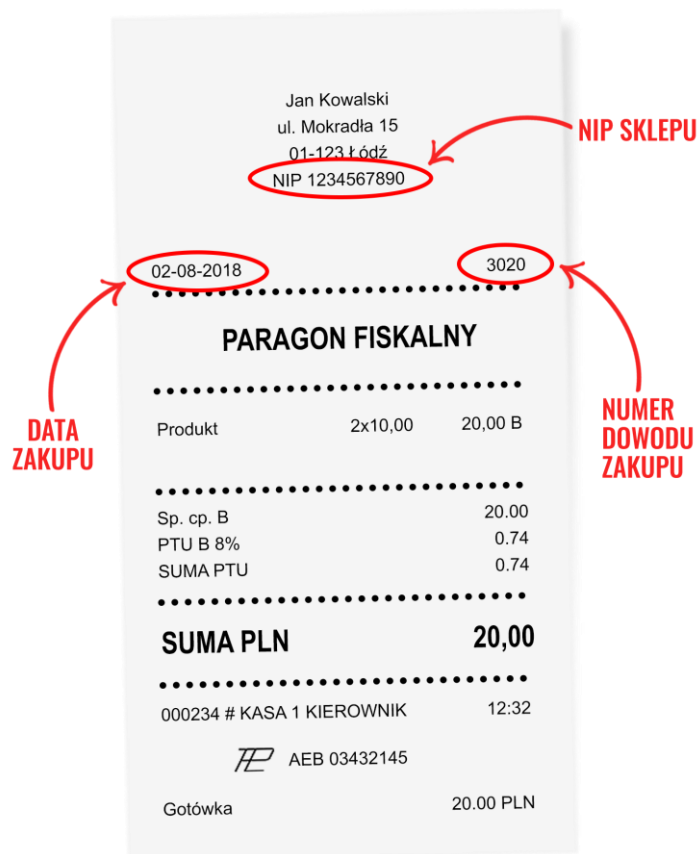 Jan Kowalski
ul. Mokradła 15
01-123 Łódź
NIP 1234567890
NIP SKLEPU
02-08-2018 3020
PARAGON FISKALNY
DATA
ZAKUPU
NUMER
DOWODU
ZAKUPU
Produkt 2x10,00 20,00 B
Sp. cp. B 20.00
PTU B 8% 0.74
SUMA PTU 0.74
SUMA PLN 20,00
000234 # KASA 1 KIEROWNIK 12:32
AEB 03432145
Gotówka 20.00 PLN